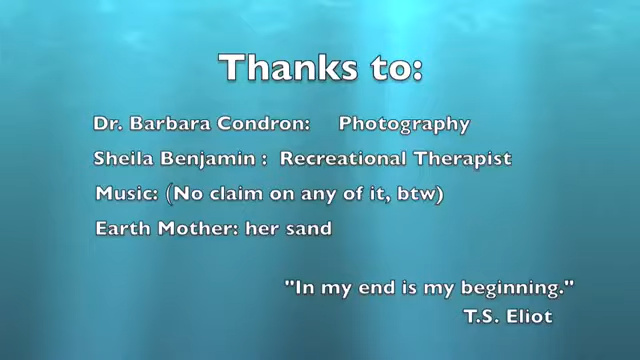 Thanks to:
Dr. Barbara Condron: Photography
Sheila Benjamin : Recreational Therapist
Music: (No claim on any of it, btw)
Earth Mother: her sand
"In my end is my beginning."
T.S. Eliot